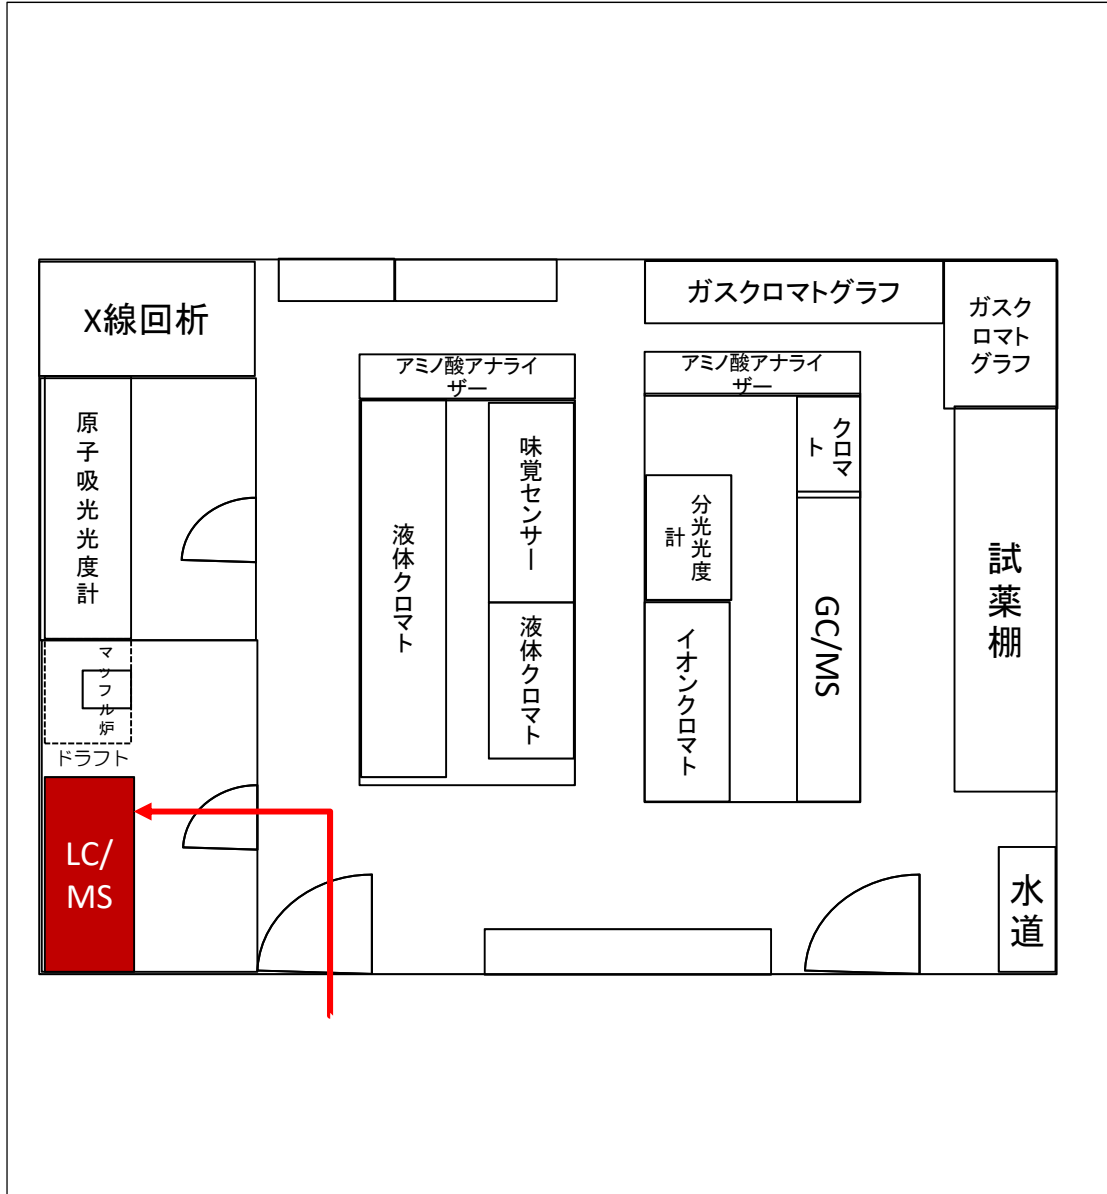 X線回析
ガスクロマトグラフ
ガスク
ロマト
グラフ
アミノ酸アナライ
ザー
アミノ酸アナライ
ザー
原子吸光光度計
液体クロマト
味覚センサー
液体クロマト
クロマ
ト
分光光度
計
イオンクロマト
GC/MS
試薬棚
マッフル炉
ドラフト
LC/
MS
水道